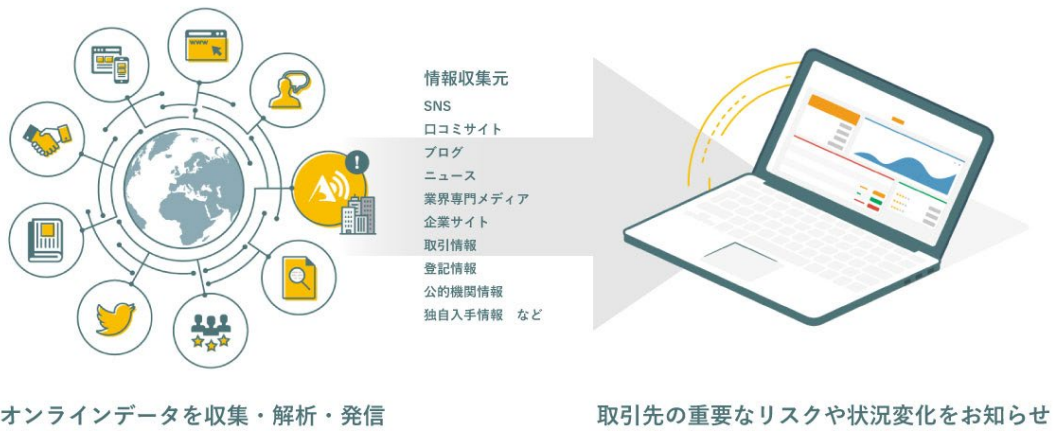 www
情報収集元
SNS
口コミサイト
ブログ
ニュース
業界専門メディア
企業サイト
取引情報
登記情報
公的機関情報
独自入手情報　など
オンラインデータを収集・解析・発信
取引先の重要なリスクや状況変化をお知らせ